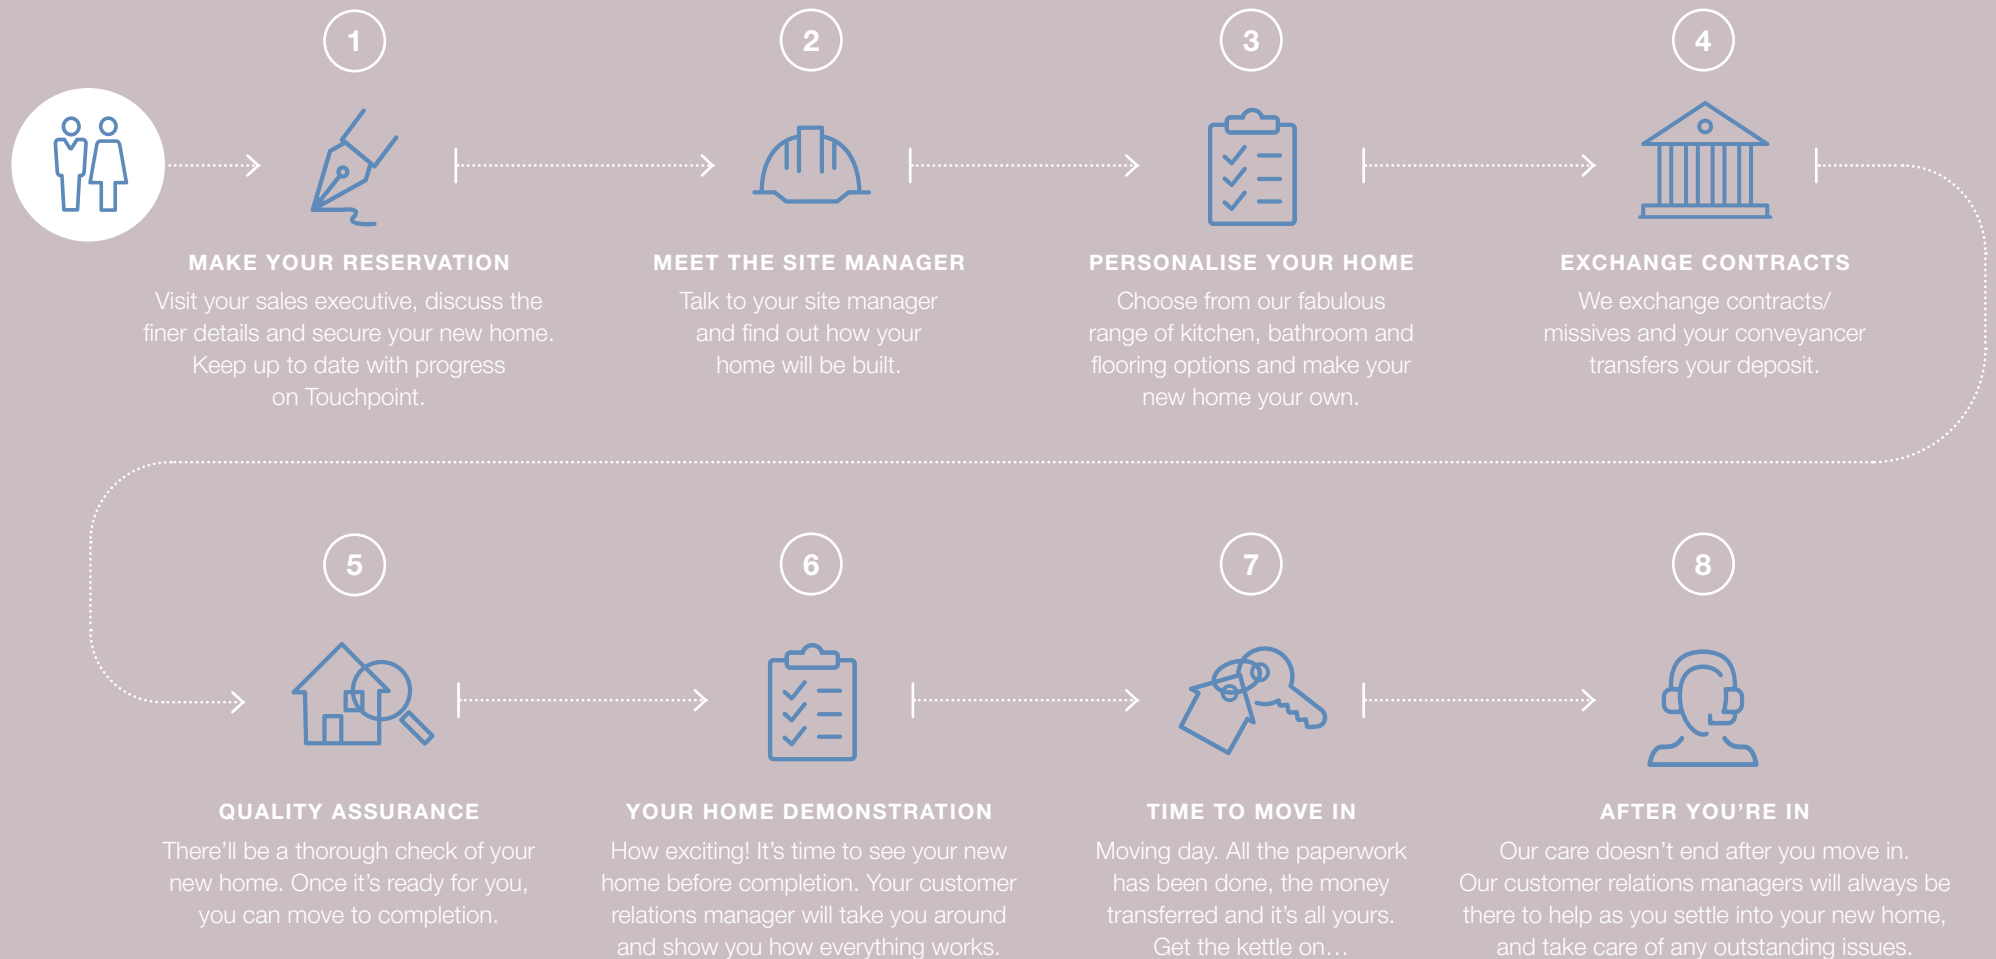 1
MAKE YOUR RESERVATION
Visit your sales executive, discuss the
finer details and secure your new home.
Keep up to date with progress
on Touchpoint.
2
MEET THE SITE MANAGER
Talk to your site manager
and find out how your
home will be built.
3
PERSONALISE YOUR HOME
Choose from our fabulous
range of kitchen, bathroom and
flooring options and make your
new home your own.
4
EXCHANGE CONTRACTS
We exchange contracts/
missives and your conveyancer
transfers your deposit.
5
QUALITY ASSURANCE
There’ll be a thorough check of your
new home. Once it’s ready for you,
you can move to completion.
6
YOUR HOME DEMONSTRATION
How exciting! It’s time to see your new
home before completion. Your customer
relations manager will take you around
and show you how everything works.
7
TIME TO MOVE IN
Moving day. All the paperwork
has been done, the money
transferred and it’s all yours.
Get the kettle on…
8
AFTER YOU’RE IN
Our care doesn’t end after you move in.
Our customer relations managers will always be
there to help as you settle into your new home,
and take care of any outstanding issues.